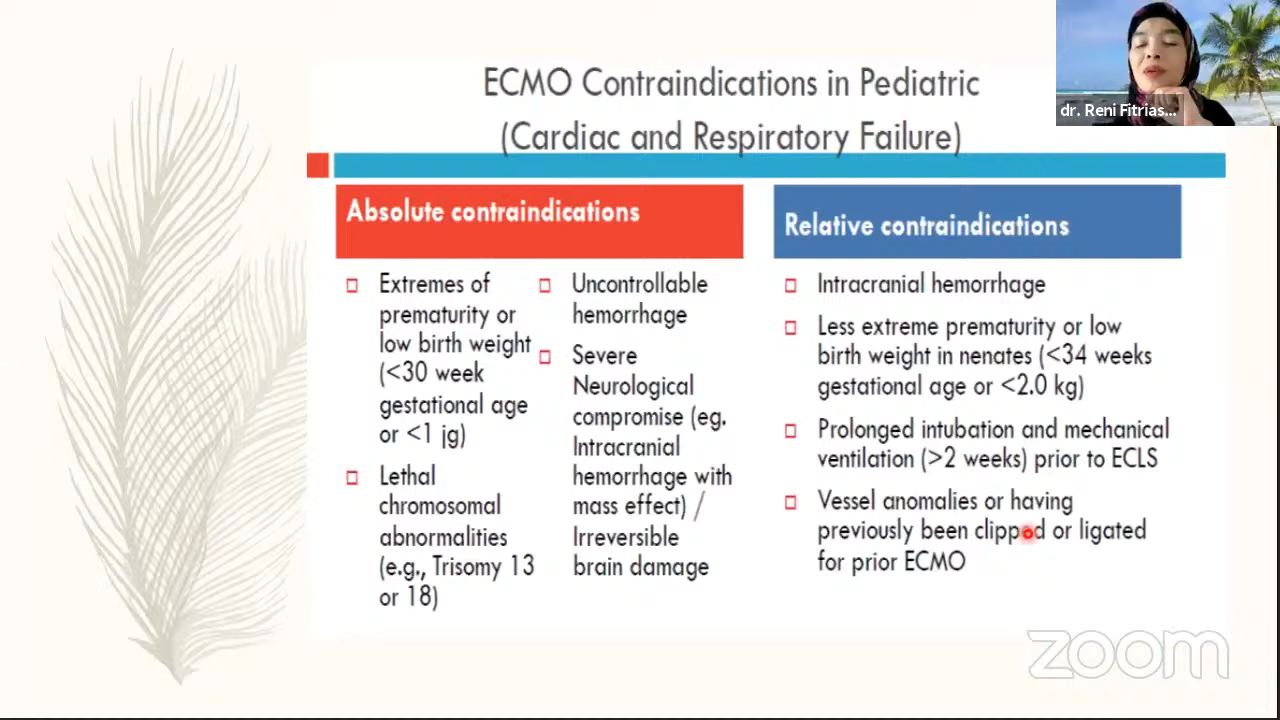 dr. Reni Fitrias...
ECMO Contraindications in Pediatric
(Cardiac and Respiratory Failure)
Absolute contraindications
Extremes of
prematurity or
low birth weight
(<30 week
gestational age
or <1 jg)
Lethal
chromosomal
abnormalities
(e.g., Trisomy 13
or 18)
Uncontrollable
hemorrhage
Severe
Neurological
compromise (eg.
Intracranial
hemorrhage with
mass effect) /
Irreversible
brain damage
Relative contraindications
Intracranial hemorrhage
Less extreme prematurity or low
birth weight in nenates (<34 weeks
gestational age or <2.0 kg)
Prolonged intubation and mechanical
ventilation (>2 weeks) prior to ECLS
Vessel anomalies or having
previously been clipped or ligated
for prior ECMO
zoom